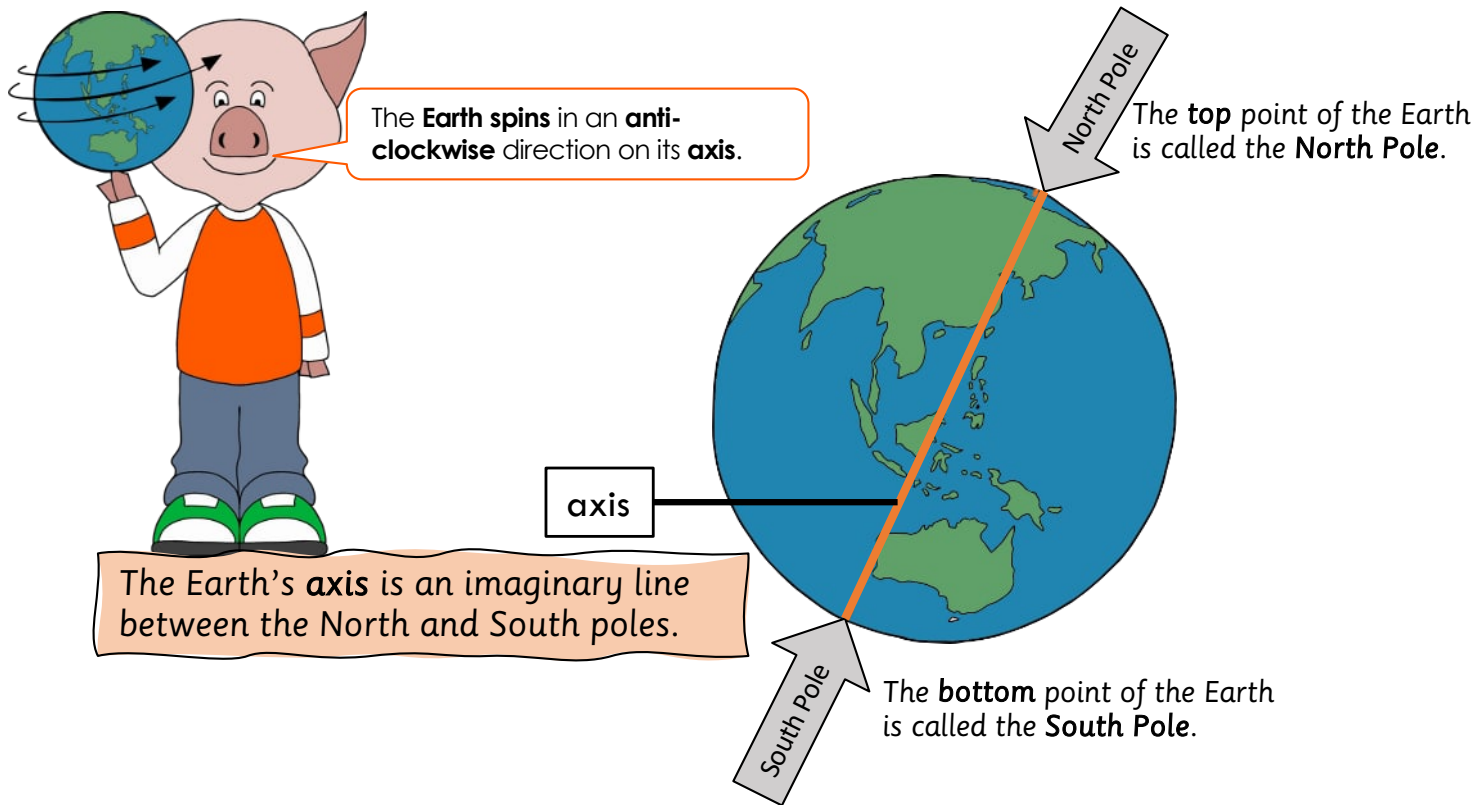 The Earth spins in an anti-
clockwise direction on its axis.
North Pole
The top point of the Earth
is called the North Pole.
axis
The Earth's axis is an imaginary line
between the North and South poles.
South Pole
The bottom point of the Earth
is called the South Pole.